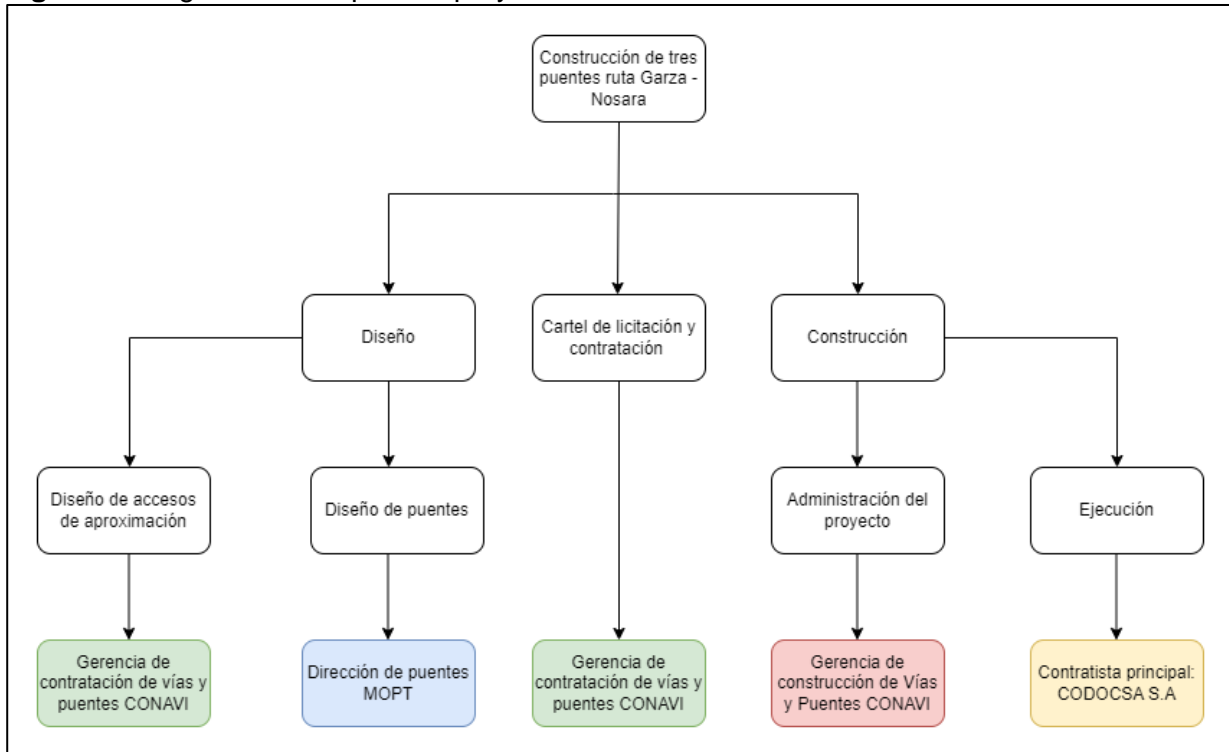 Construcción de tres
puentes ruta Garza -
Nosara
Diseño
Cartel de licitación y
contratación
Construcción
Diseño de accesos
de aproximación
Diseño de puentes
Administración del
proyecto
Ejecución
Gerencia de
contratación de vías y
puentes CONAVI
Dirección de puentes
MOPT
Gerencia de
contratación de vías y
puentes CONAVI
Gerencia de
construcción de Vías
y Puentes CONAVI
Contratista principal:
CODOCSA S.A